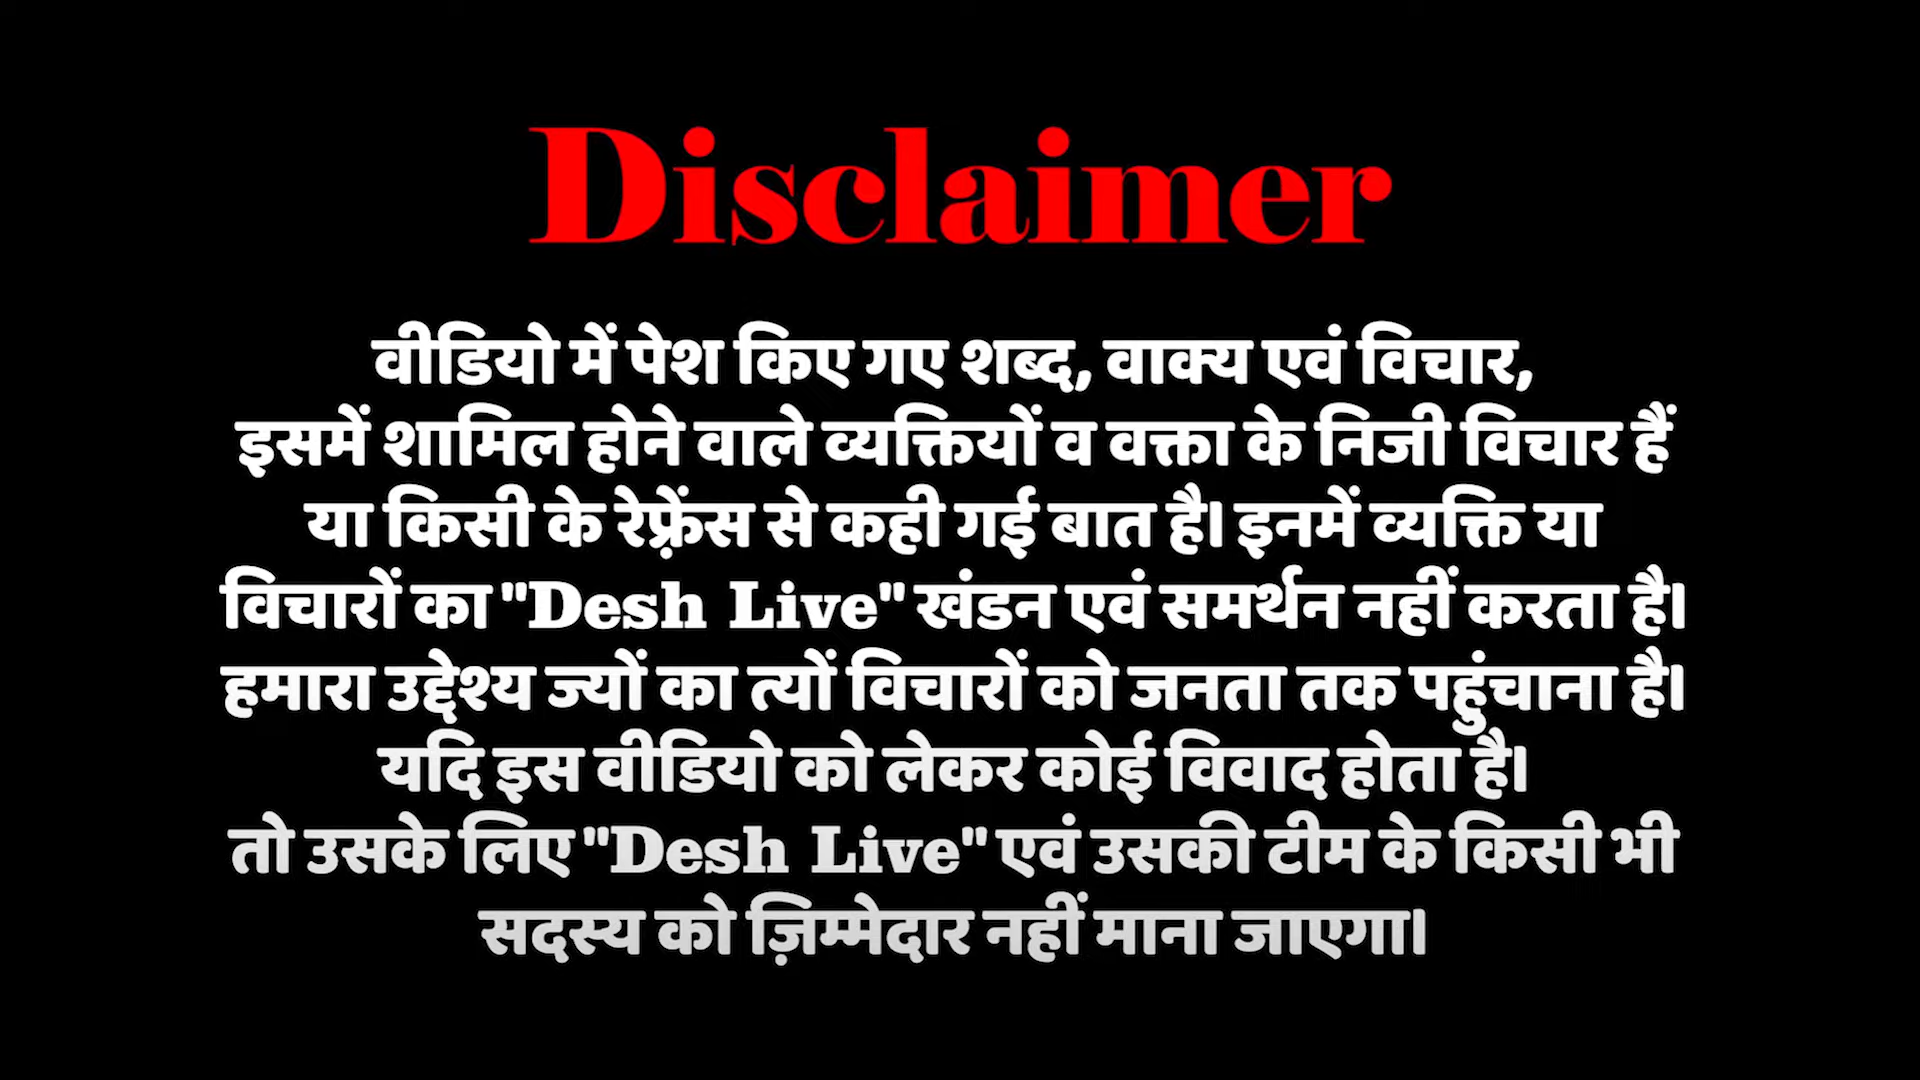 Disclaimer
वीडियो में पेश किए गए शब्द, वाक्य एवं विचार,
इसमें शामिल होने वाले व्यक्तियों व वक्ता के निजी विचार हैं
या किसी के रेफ़्रेंस से कही गई बात है। इनमें व्यक्ति या
विचारों का "Desh Live" खंडन एवं समर्थन नहीं करता है।
हमारा उद्देश्य ज्यों का त्यों विचारों को जनता तक पहुंचाना है।
यदि इस वीडियो को लेकर कोई विवाद होता है।
तो उसके लिए "Desh Live" एवं उसकी टीम के किसी भी
सदस्य को ज़िम्मेदार नहीं माना जाएगा।